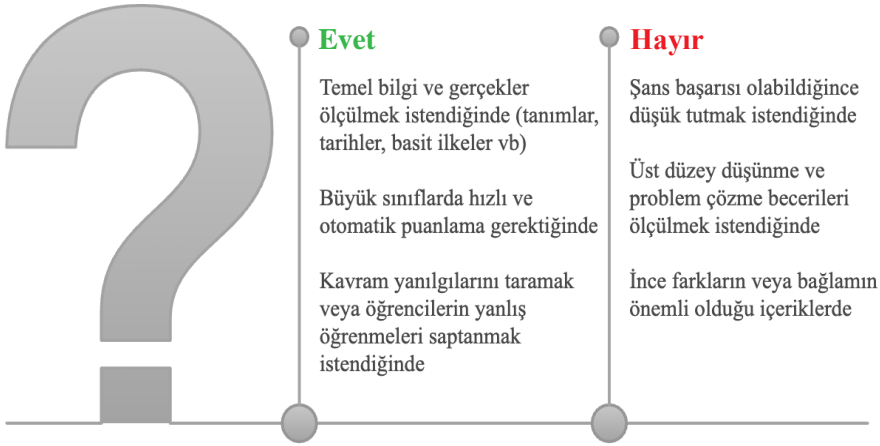 Evet
Temel bilgi ve gerçekler
ölçülmek istendiğinde (tanımlar,
tarihler, basit ilkeler vb)
Büyük sınıflarda hızlı ve
otomatik puanlama gerektiğinde
Kavram yanılgılarını taramak
veya öğrencilerin yanlış
öğrenmeleri saptanmak
istendiğinde
Hayır
Şans başarısı olabildiğince
düşük tutmak istendiğinde
Üst düzey düşünme ve
problem çözme becerileri
ölçülmek istendiğinde
İnce farkların veya bağlamın
önemli olduğu içeriklerde